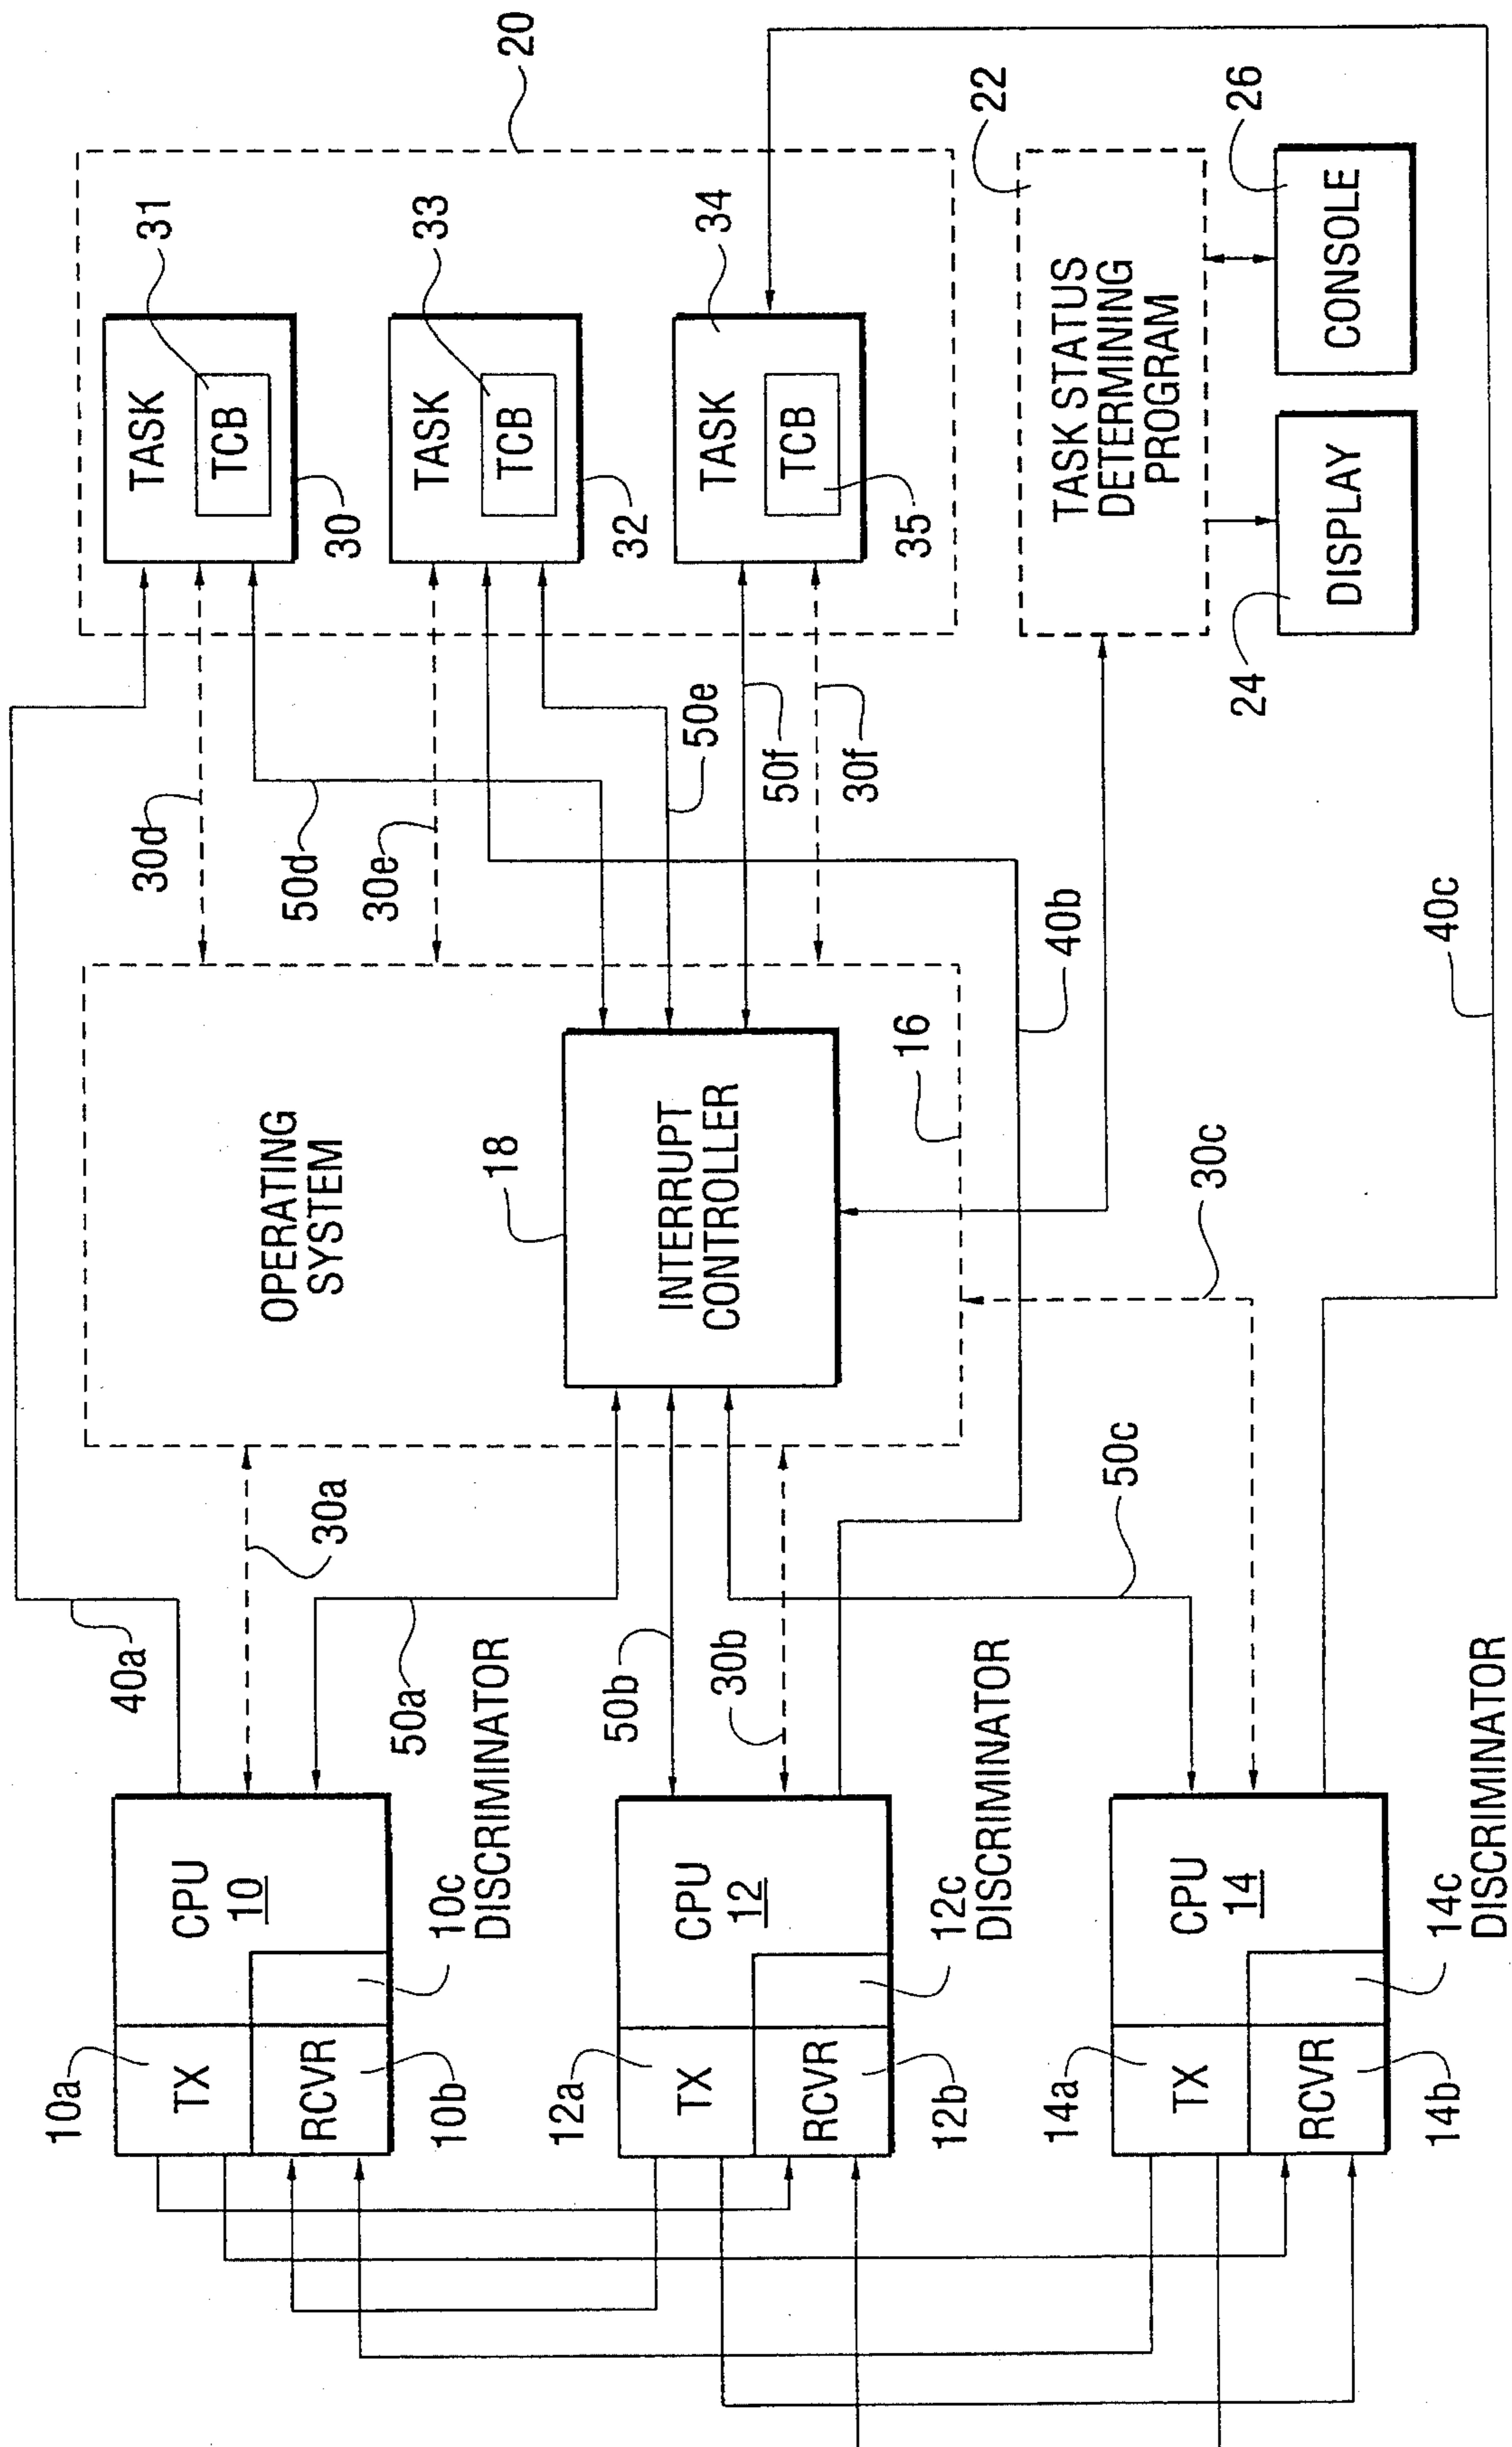 10a
TX
RCVR
10b
CPU
10
10c
DISCRIMINATOR
12a
TX
RCVR
12b
CPU
12
12c
DISCRIMINATOR
14a
TX
RCVR
14b
CPU
14
14c
DISCRIMINATOR
40a
30a
50a
50b
30b
50c
30c
OPERATING
SYSTEM
18
INTERRUPT
CONTROLLER
16
40b
40c
30d
50d
30e
50e
50f
30f
20
TASK
TCB
31
30
TASK
TCB
33
32
TASK
TCB
34
35
22
TASK STATUS
DETERMINING
PROGRAM
24
DISPLAY
26
CONSOLE